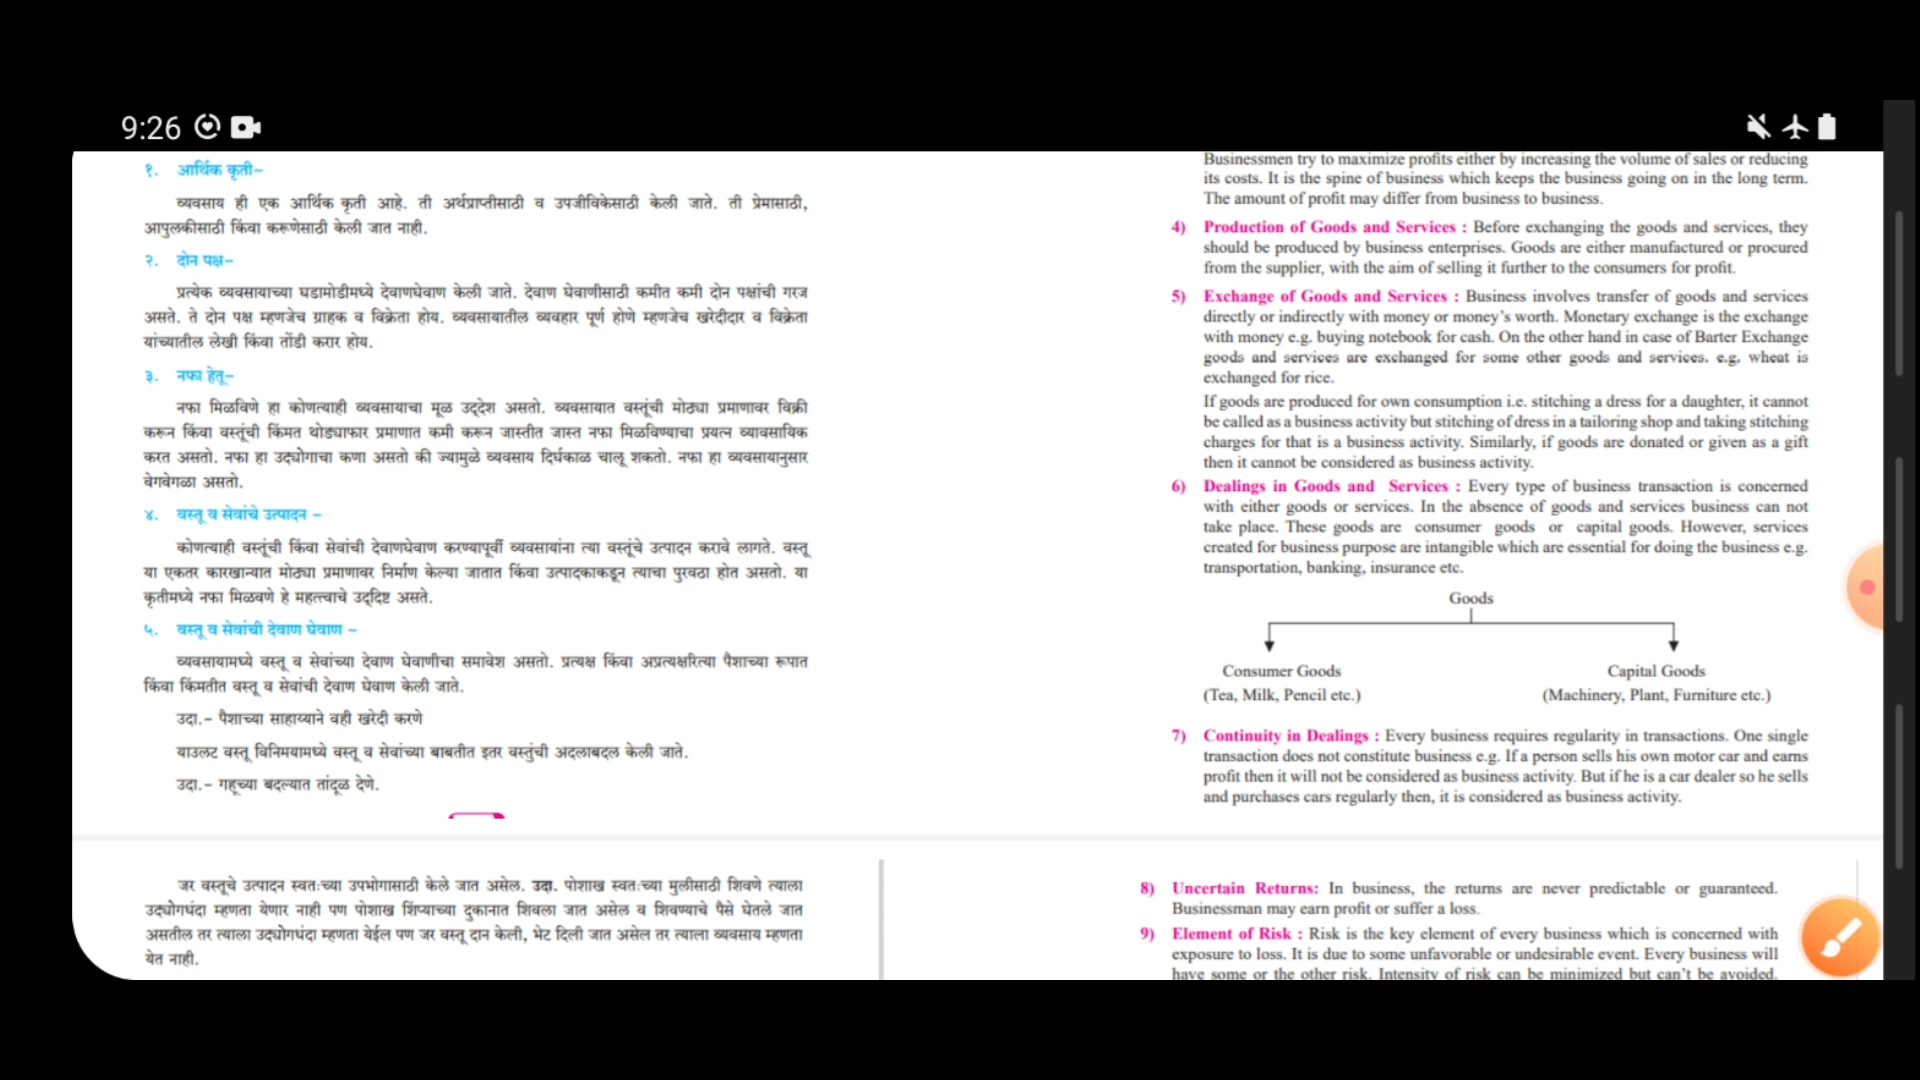 9:26
१. आर्थिक कृती–
व्यवसाय ही एक आर्थिक कृती आहे. ती अर्थप्राप्तीसाठी व उपजीविकेसाठी केली जाते. ती प्रेमासाठी,
आपुलकीसाठी किंवा करूणेसाठी केली जात नाही.
२. दोन पक्ष–
प्रत्येक व्यवसायाच्या घडामोडीमध्ये देवाणघेवाण केली जाते. देवाण घेवाणीसाठी कमीत कमी दोन पक्षांची गरज
असते. ते दोन पक्ष म्हणजेच ग्राहक व विक्रेता होय. व्यवसायातील व्यवहार पूर्ण होणे म्हणजेच खरेदीदार व विक्रेता
यांच्यातील लेखी किंवा तोंडी करार होय.
३. नफा हेतू–
नफा मिळविणे हा कोणत्याही व्यवसायाचा मूळ उद्देश असतो. व्यवसायात वस्तूंची मोठ्या प्रमाणावर विक्री
करून किंवा वस्तूंची किंमत थोड्याफार प्रमाणात कमी करून जास्तीत जास्त नफा मिळविण्याचा प्रयत्न व्यावसायिक
करत असतो. नफा हा उद्योगाचा कणा असतो की ज्यामुळे व्यवसाय दिर्घकाळ चालू शकतो. नफा हा व्यवसायानुसार
वेगवेगळा असतो.
४. वस्तू व सेवांचे उत्पादन –
कोणत्याही वस्तूंची किंवा सेवांची देवाणघेवाण करण्यापूर्वी व्यवसायांना त्या वस्तूंचे उत्पादन करावे लागते. वस्तू
या एकतर कारखान्यात मोठ्या प्रमाणावर निर्माण केल्या जातात किंवा उत्पादकाकडून त्याचा पुरवठा होत असतो. या
कृतीमध्ये नफा मिळवणे हे महत्त्वाचे उद्दिष्ट असते.
५. वस्तू व सेवांची देवाण घेवाण –
व्यवसायामध्ये वस्तू व सेवांच्या देवाण घेवाणीचा समावेश असतो. प्रत्यक्ष किंवा अप्रत्यक्षरित्या पैशाच्या रूपात
किंवा किंमतीत वस्तू व सेवांची देवाण घेवाण केली जाते.
उदा.– पैशाच्या साहाय्याने वही खरेदी करणे
याउलट वस्तू विनिमयामध्ये वस्तू व सेवांच्या बाबतीत इतर वस्तुंची अदलाबदल केली जाते.
उदा.– गहूच्या बदल्यात तांदूळ देणे.
जर वस्तूचे उत्पादन स्वतःच्या उपभोगासाठी केले जात असेल. उदा. पोशाख स्वतःच्या मुलीसाठी शिवणे त्याला
उद्योगधंदा म्हणता येणार नाही पण पोशाख शिंप्याच्या दुकानात शिवला जात असेल व शिवण्याचे पैसे घेतले जात
असतील तर त्याला उद्योगधंदा म्हणता येईल पण जर वस्तू दान केली, भेट दिली जात असेल तर त्याला व्यवसाय म्हणता
येत नाही.
Businessmen try to maximize profits either by increasing the volume of sales or reducing
its costs. It is the spine of business which keeps the business going on in the long term.
The amount of profit may differ from business to business.
4) Production of Goods and Services : Before exchanging the goods and services, they
should be produced by business enterprises. Goods are either manufactured or procured
from the supplier, with the aim of selling it further to the consumers for profit.
5) Exchange of Goods and Services : Business involves transfer of goods and services
directly or indirectly with money or money’s worth. Monetary exchange is the exchange
with money e.g. buying notebook for cash. On the other hand in case of Barter Exchange
goods and services are exchanged for some other goods and services. e.g. wheat is
exchanged for rice.
If goods are produced for own consumption i.e. stitching a dress for a daughter, it cannot
be called as a business activity but stitching of dress in a tailoring shop and taking stitching
charges for that is a business activity. Similarly, if goods are donated or given as a gift
then it cannot be considered as business activity.
6) Dealings in Goods and Services : Every type of business transaction is concerned
with either goods or services. In the absence of goods and services business can not
take place. These goods are consumer goods or capital goods. However, services
created for business purpose are intangible which are essential for doing the business e.g.
transportation, banking, insurance etc.
Goods
Consumer Goods Capital Goods
(Tea, Milk, Pencil etc.) (Machinery, Plant, Furniture etc.)
7) Continuity in Dealings : Every business requires regularity in transactions. One single
transaction does not constitute business e.g. If a person sells his own motor car and earns
profit then it will not be considered as business activity. But if he is a car dealer so he sells
and purchases cars regularly then, it is considered as business activity.
8) Uncertain Returns: In business, the returns are never predictable or guaranteed.
Businessman may earn profit or suffer a loss.
9) Element of Risk : Risk is the key element of every business which is concerned with
exposure to loss. It is due to some unfavorable or undesirable event. Every business will
have some or the other risk. Intensity of risk can be minimized but can’t be avoided.